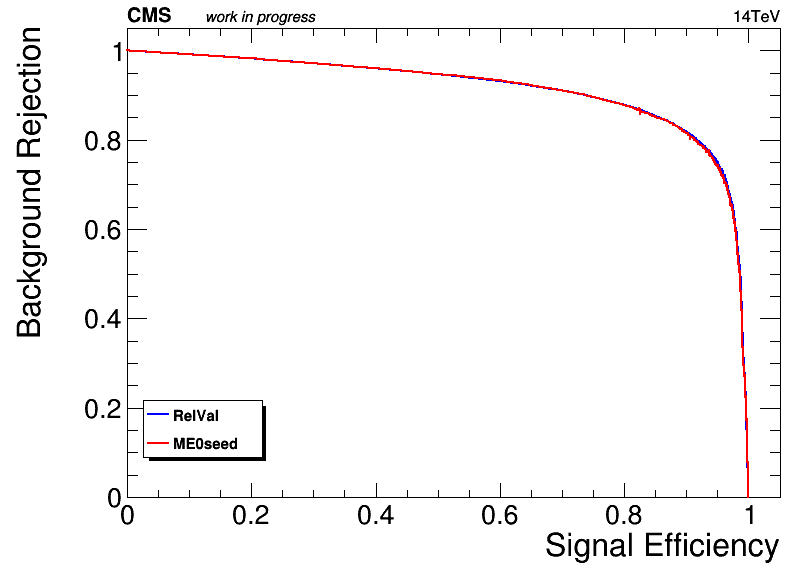 CMS work in progress 14TeV
Background Rejection
1
0.8
0.6
0.4
0.2
0
RelVal
ME0seed
0 0.2 0.4 0.6 0.8 1
Signal Efficiency